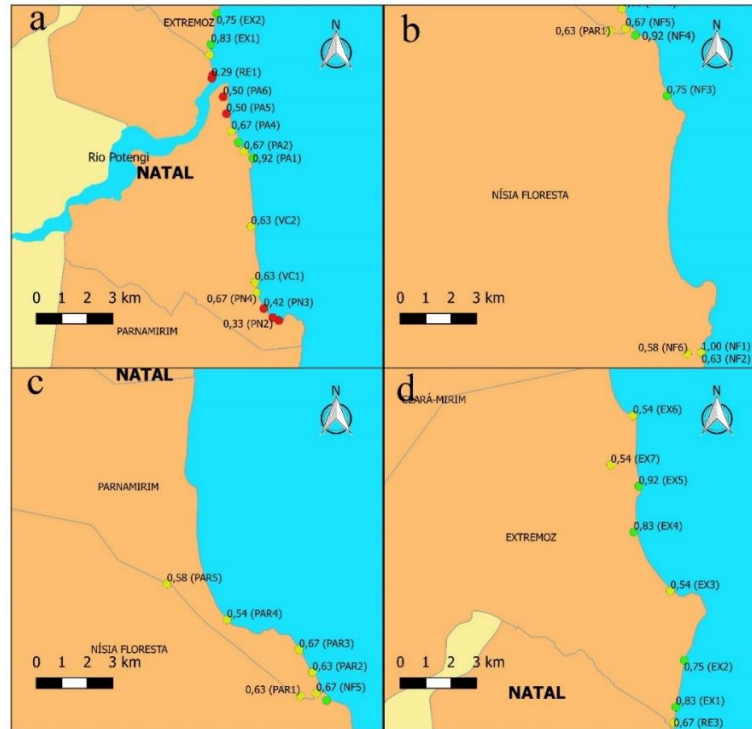 a
EXTREMOZ
0,75 (EX2)
0,83 (EX1)
N
0,29 (RE1)
0,50 (PA6)
0,50 (PA5)
0,67 (PA4)
Rio Potengi
0,67 (PA2)
0,92 (PA1)
NATAL
0,63 (VC2)
0,63 (VC1)
0,67 (PN4)
0,42 (PN3)
0 1 2 3 km
0,33 (PN2)
PARNAMIRIM
b
0,63 (PAR1)
0,67 (NF5)
0,92 (NF4)
N
0,75 (NF3)
NÍSIA FLORESTA
0 1 2 3 km
0,58 (NF6)
1,00 (NF1)
0,63 (NF2)
c
NATAL
N
PARNAMIRIM
0,58 (PAR5)
0,54 (PAR4)
NÍSIA FLORESTA
0,67 (PAR3)
0 1 2 3 km
0,63 (PAR2)
0,63 (PAR1)
0,67 (NF5)
d
CEARÁ-MIRIM
N
0,54 (EX6)
0,54 (EX7)
0,92 (EX5)
0,83 (EX4)
EXTREMOZ
0,54 (EX3)
0 1 2 3 km
0,75 (EX2)
NATAL
0,83 (EX1)
0,67 (RE3)